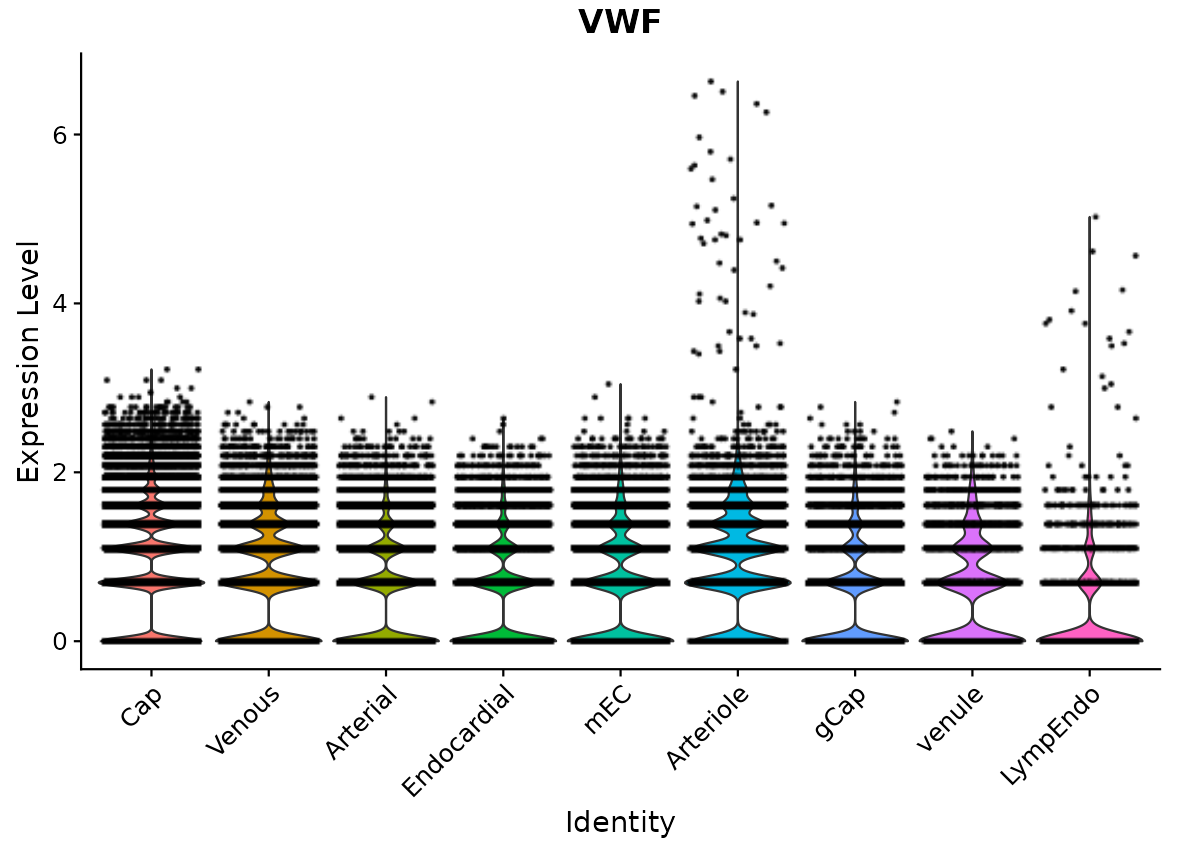 VWF
Expression Level
6
4
2
0
Cap
Venous
Arterial
Endocardial
mEC
Arteriole
gCap
venule
LympEndo
Identity